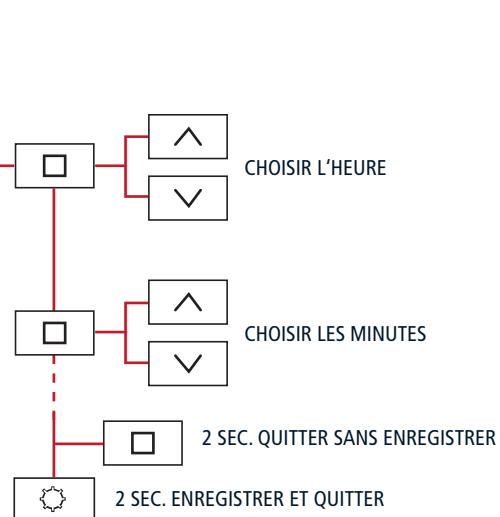 CHOISIR L‘HEURE
CHOISIR LES MINUTES
2 SEC. QUITTER SANS ENREGISTRER
2 SEC. ENREGISTRER ET QUITTER